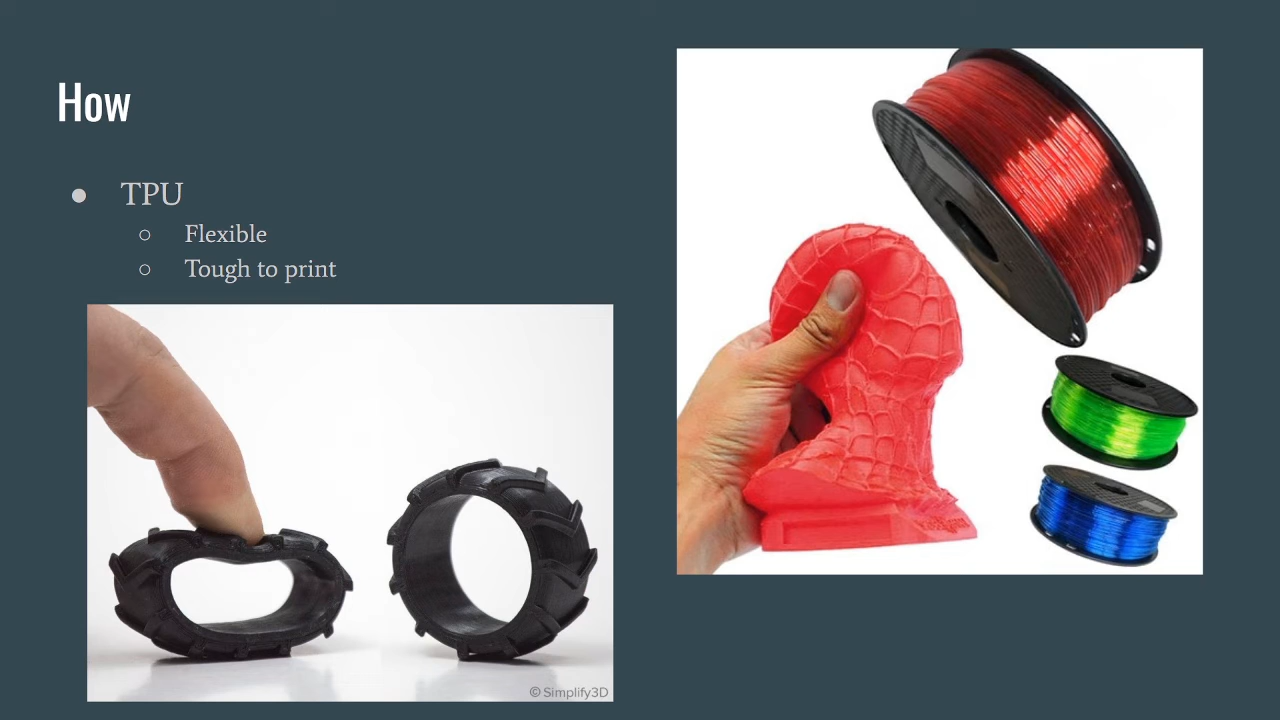 How
● TPU
○ Flexible
○ Tough to print
© Simplify3D